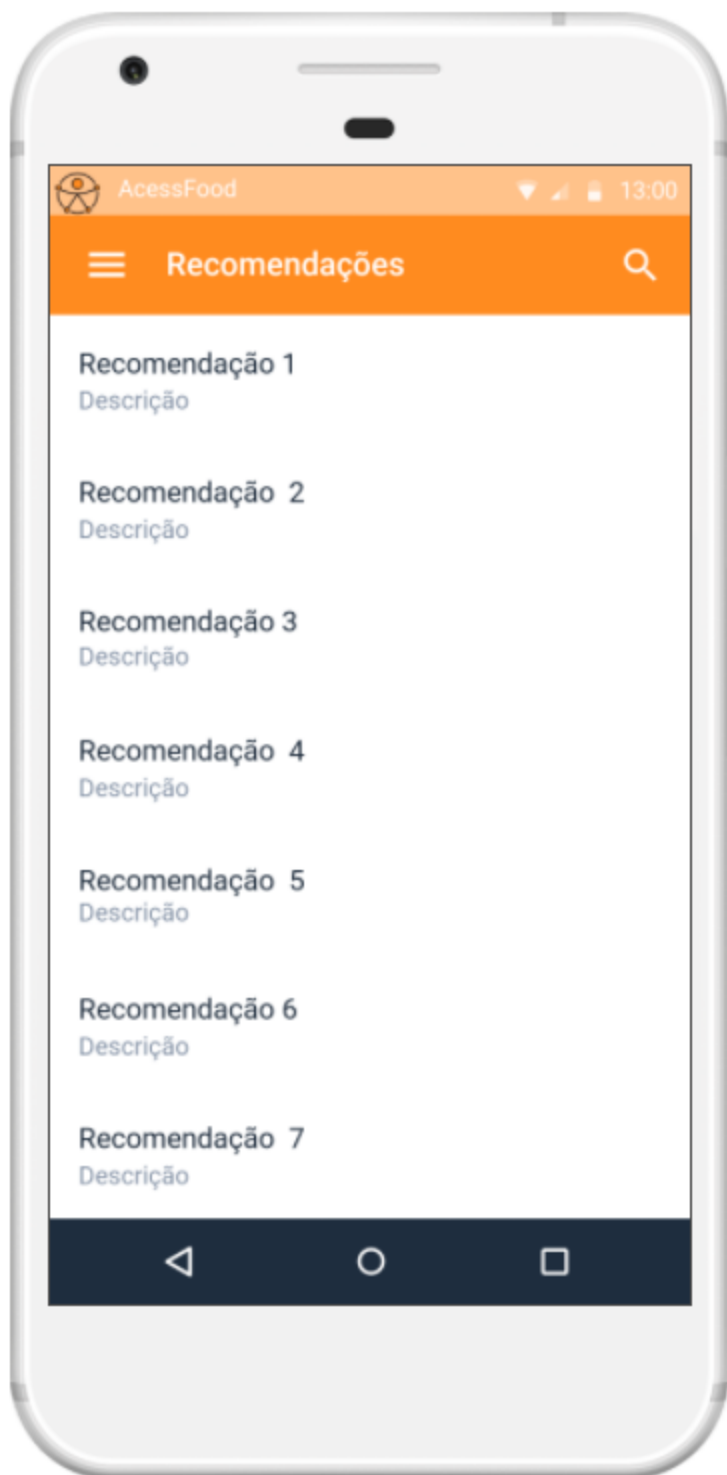 AcessFood 13:00
Recomendações
Recomendação 1
Descrição
Recomendação 2
Descrição
Recomendação 3
Descrição
Recomendação 4
Descrição
Recomendação 5
Descrição
Recomendação 6
Descrição
Recomendação 7
Descrição